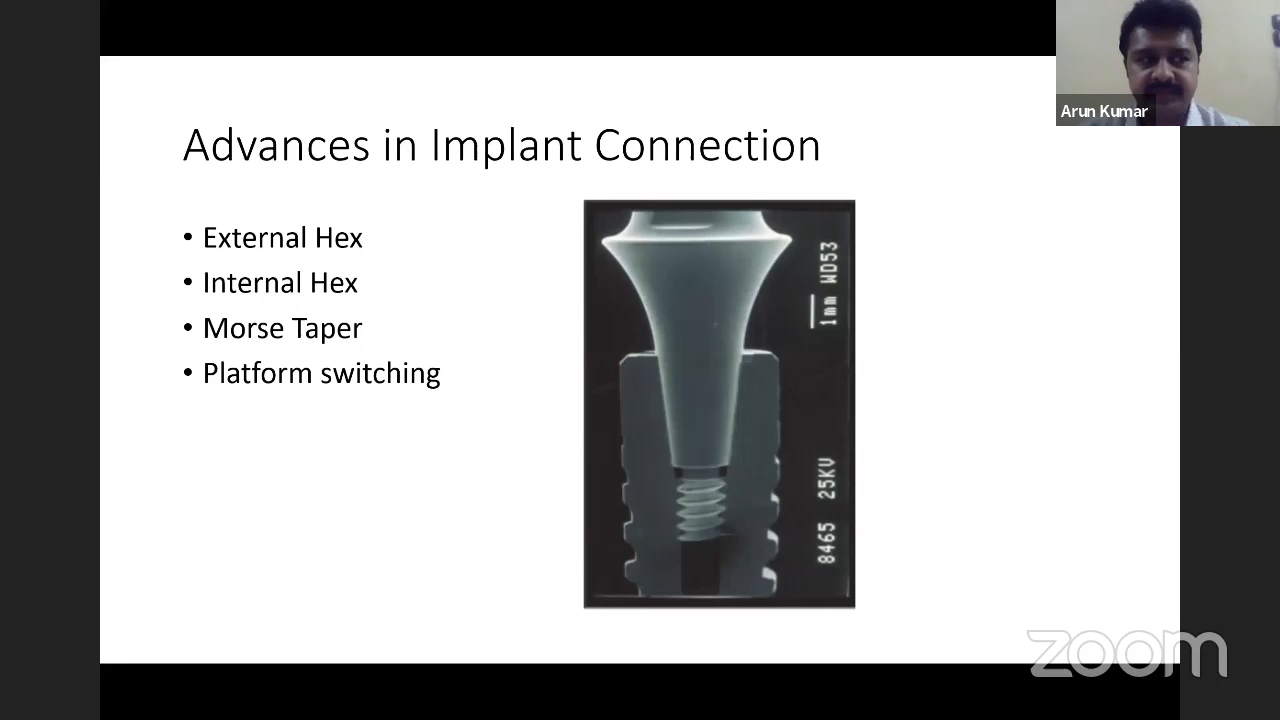 Arun Kumar
Advances in Implant Connection
• External Hex
• Internal Hex
• Morse Taper
• Platform switching
1mm WD53
25KV
8465
zoom